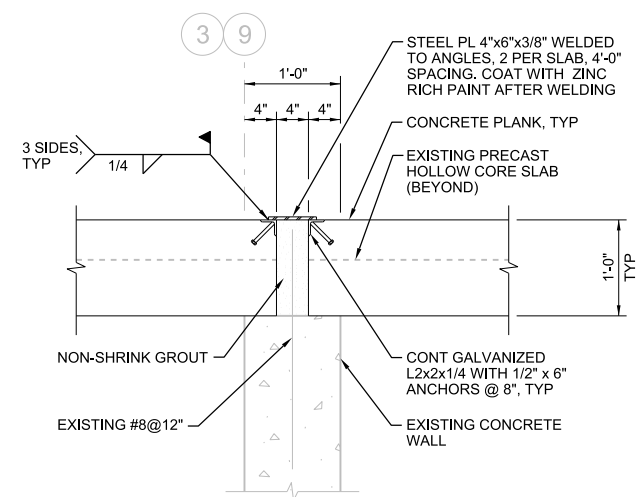 3 9
1'-0"
4" 4" 4"
STEEL PL 4"x6"x3/8" WELDED
TO ANGLES, 2 PER SLAB, 4'-0"
SPACING. COAT WITH ZINC
RICH PAINT AFTER WELDING
3 SIDES,
TYP
1/4
CONCRETE PLANK, TYP
EXISTING PRECAST
HOLLOW CORE SLAB
(BEYOND)
1'-0"
TYP
NON-SHRINK GROUT
CONT GALVANIZED
L2x2x1/4 WITH 1/2" x 6"
ANCHORS @ 8", TYP
EXISTING #8@12"
EXISTING CONCRETE
WALL